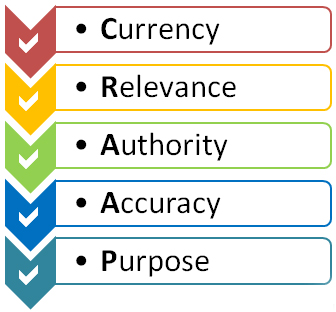 • Currency
• Relevance
• Authority
• Accuracy
• Purpose